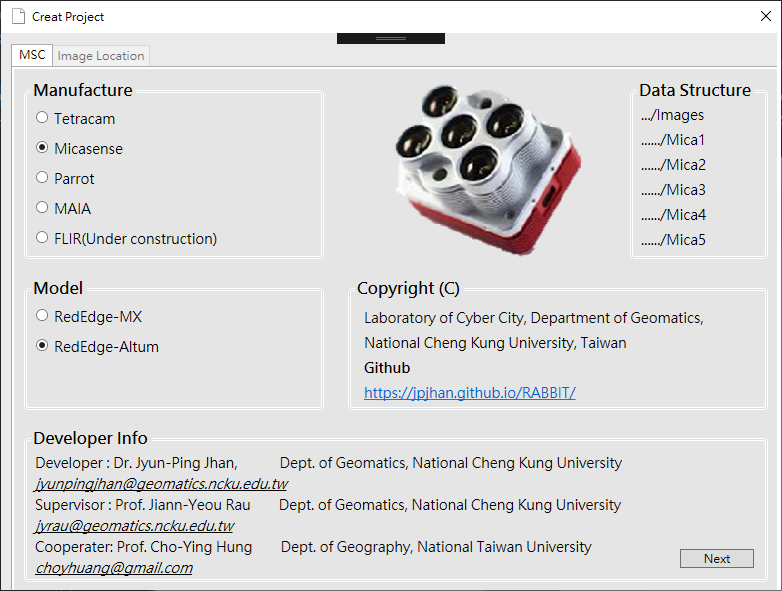 Creat Project
MSC
Image Location
Manufacture
Tetracam
Micasense
Parrot
MAIA
FLIR(Under construction)
Data Structure
.../Images
....../Mica1
....../Mica2
....../Mica3
....../Mica4
....../Mica5
Model
RedEdge-MX
RedEdge-Altum
Copyright (C)
Laboratory of Cyber City, Department of Geomatics,
National Cheng Kung University, Taiwan
Github
https://jpjhan.github.io/RABBIT/
Developer Info
Developer : Dr. Jyun-Ping Jhan, Dept. of Geomatics, National Cheng Kung University
jyunpingjhan@geomatics.ncku.edu.tw
Supervisor : Prof. Jiann-Yeou Rau Dept. of Geomatics, National Cheng Kung University
jyrau@geomatics.ncku.edu.tw
Cooperater: Prof. Cho-Ying Hung Dept. of Geography, National Taiwan University
choyhuang@gmail.com
Next